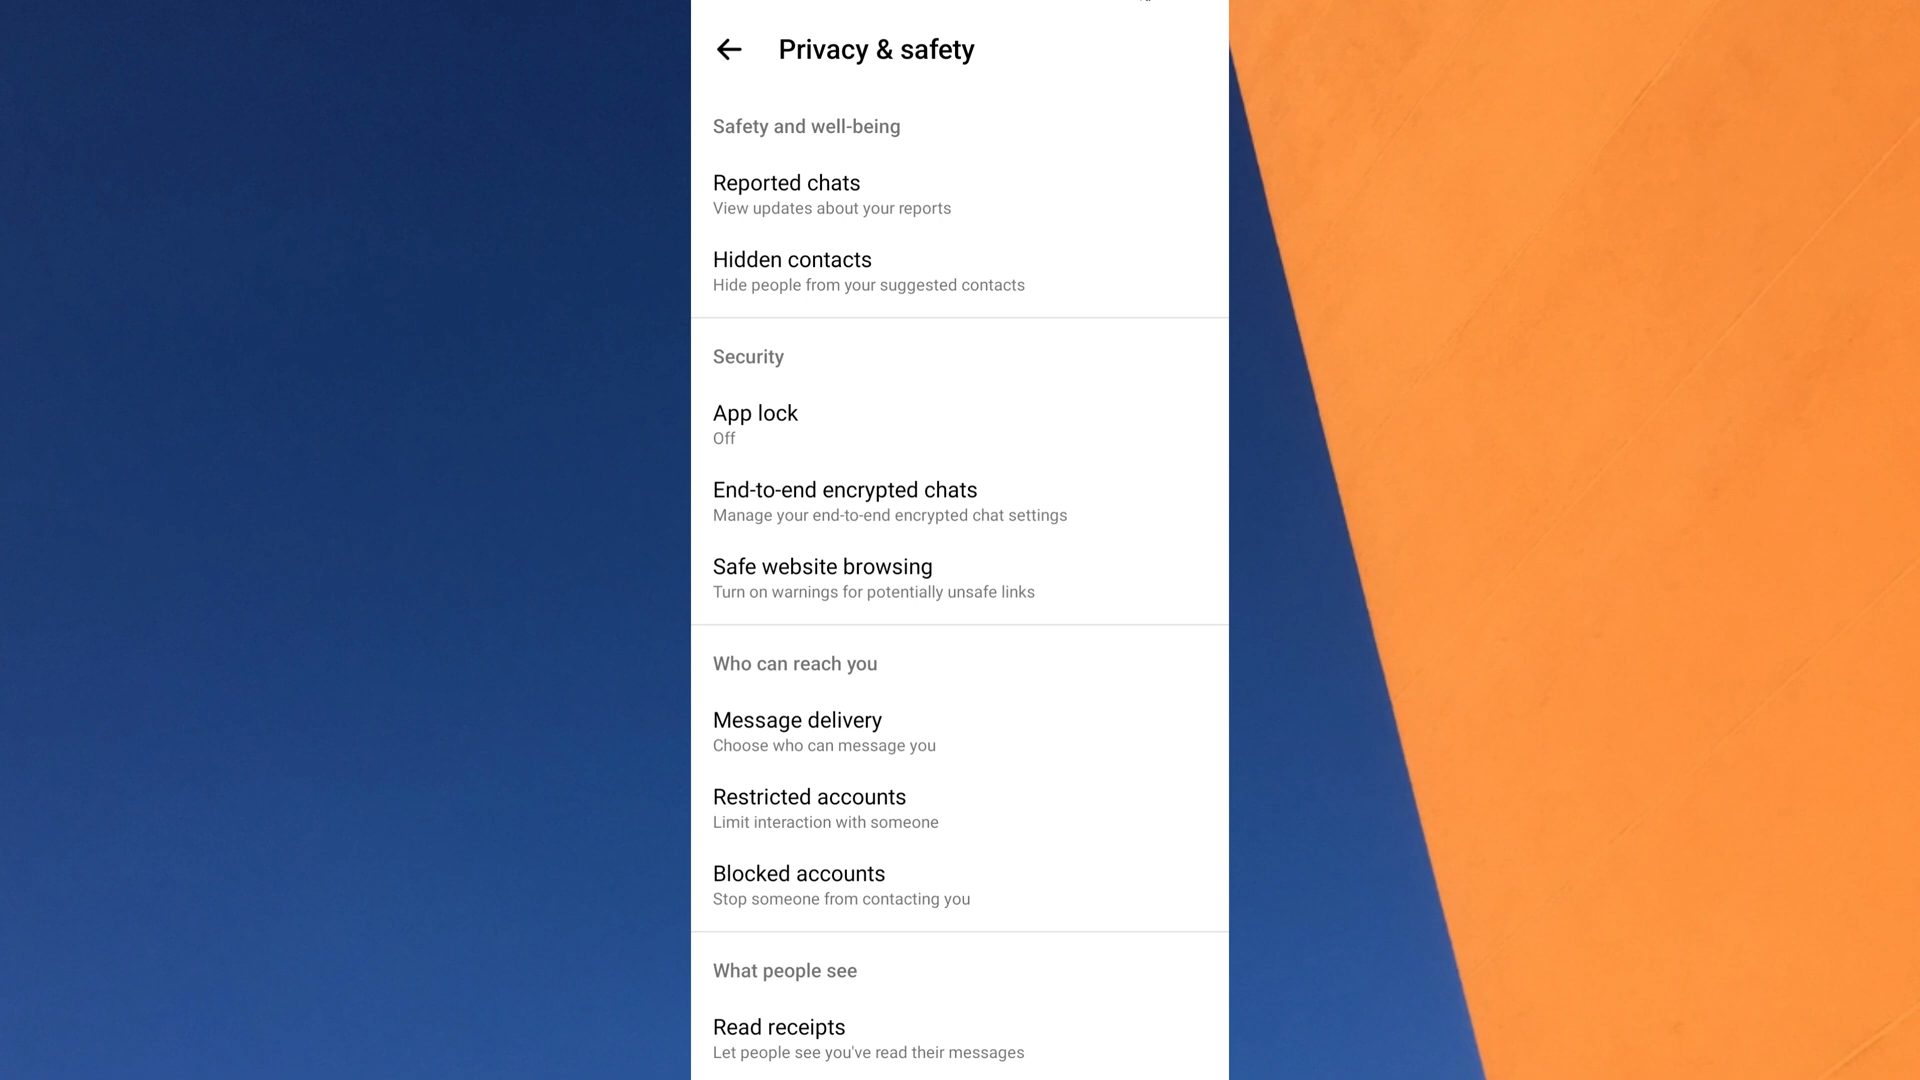 Privacy & safety
Safety and well-being
Reported chats
View updates about your reports
Hidden contacts
Hide people from your suggested contacts
Security
App lock
Off
End-to-end encrypted chats
Manage your end-to-end encrypted chat settings
Safe website browsing
Turn on warnings for potentially unsafe links
Who can reach you
Message delivery
Choose who can message you
Restricted accounts
Limit interaction with someone
Blocked accounts
Stop someone from contacting you
What people see
Read receipts
Let people see you've read their messages